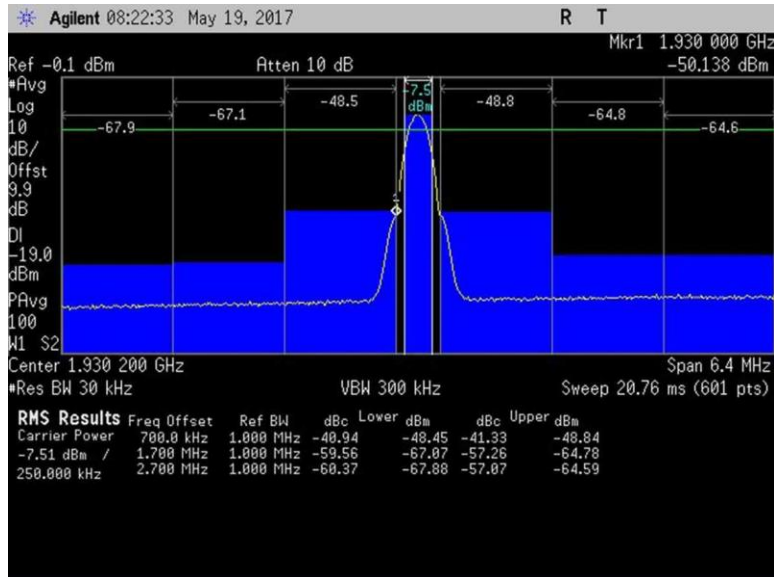 Agilent 08:22:33 May 19, 2017 R T
Mkr1 1.930 000 GHz
Ref -0.1 dBm Atten 10 dB -50.138 dBm
#Avg
Log
10
dB/
Offst
9.9
dB
DI
-19.0
dBm
PAvg
100
W1 S2
-67.9 -67.1 -48.5 -7.5 dBm -48.8 -64.8 -64.6
1
Center 1.930 200 GHz Span 6.4 MHz
#Res BW 30 kHz VBW 300 kHz Sweep 20.76 ms (601 pts)
RMS Results Freq Offset Ref BW dBc Lower dBm dBc Upper dBm
Carrier Power 700.0 kHz 1.000 MHz -40.94 -48.45 -41.33 -48.84
-7.51 dBm / 1.700 MHz 1.000 MHz -59.56 -67.07 -57.26 -64.78
250.000 kHz 2.700 MHz 1.000 MHz -60.37 -67.88 -57.07 -64.59